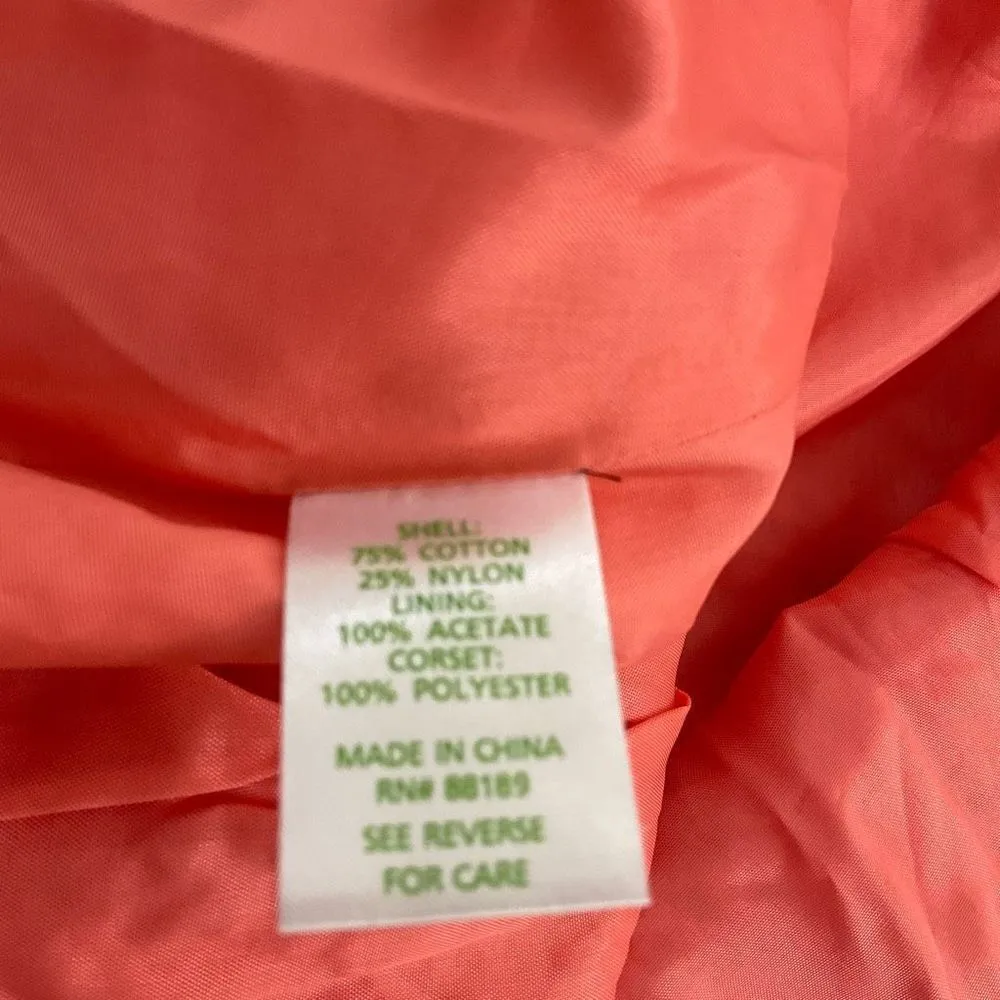 SHELL:
75% COTTON
25% NYLON
LINING:
100% ACETATE
CORSET:
100% POLYESTER
MADE IN CHINA
RN# 88189
SEE REVERSE
FOR CARE